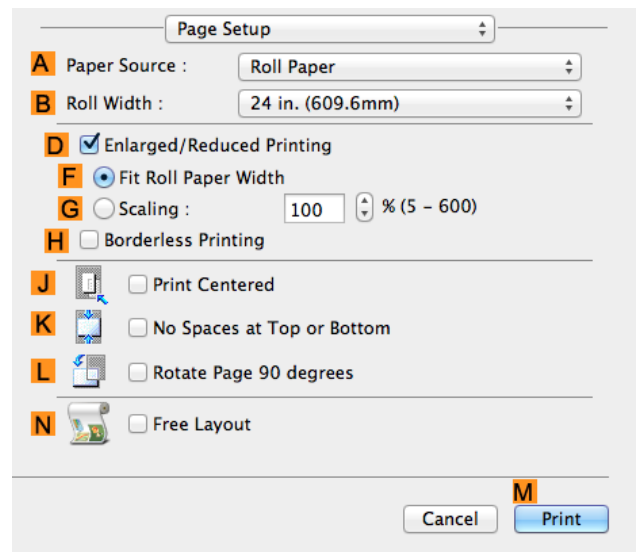 Page Setup
A Paper Source : Roll Paper
B Roll Width : 24 in. (609.6mm)
D Enlarged/Reduced Printing
F Fit Roll Paper Width
G Scaling : 100 % (5 - 600)
H Borderless Printing
J Print Centered
K No Spaces at Top or Bottom
L Rotate Page 90 degrees
N Free Layout
M
Cancel Print